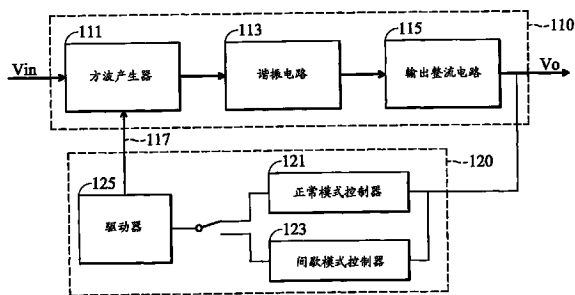 111
113
115
110
Vin
方波产生器
谐振电路
输出整流电路
Vo
117
120
125
121
驱动器
正常模式控制器
123
间歇模式控制器